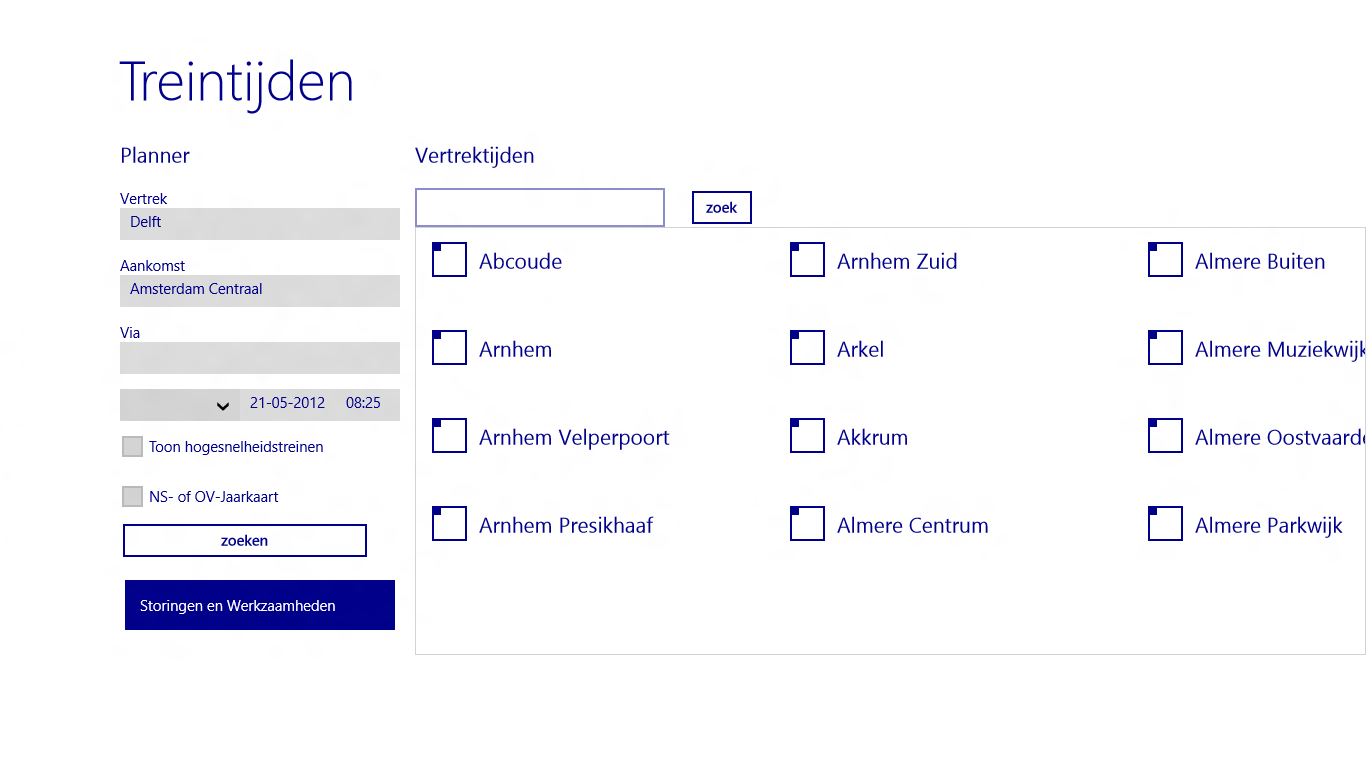 Treintijden
Planner
Vertrek
Delft
Aankomst
Amsterdam Centraal
Via
21-05-2012 08:25
Toon hogesnelheidstreinen
NS- of OV-Jaarkaart
zoeken
Storingen en Werkzaamheden
Vertrektijden
zoek
Abcoude
Arnhem
Arnhem Velperpoort
Arnhem Presikhaaf
Arnhem Zuid
Arkel
Akkrum
Almere Centrum
Almere Buiten
Almere Muziekwijk
Almere Oostvaarde
Almere Parkwijk